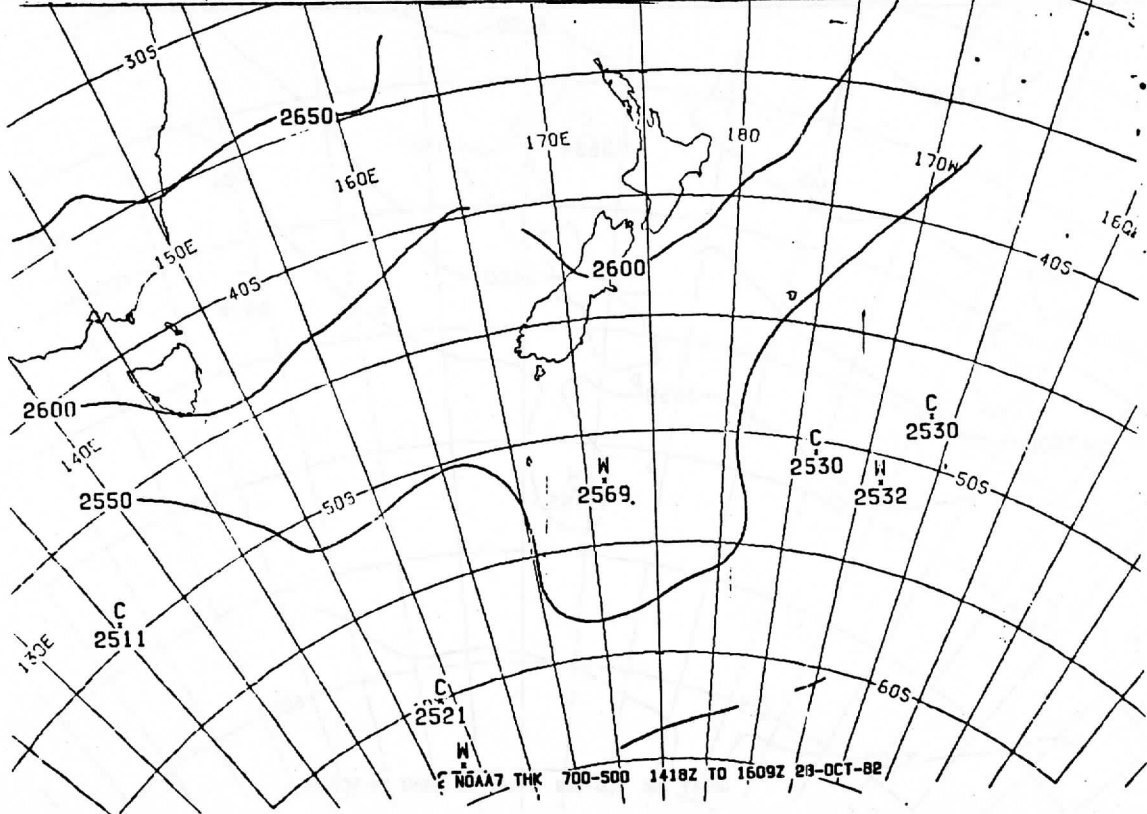 30S
2650
170E
180
170W
160E
160W
150E
40S
40S
2600
2600
140E
2550
50S
50S
C
2530
C
2530
W
2532
W
2569
C
2511
130E
C
2521
60S
W
NOAA7 THK 700-500 1418Z TO 1609Z 28-OCT-82